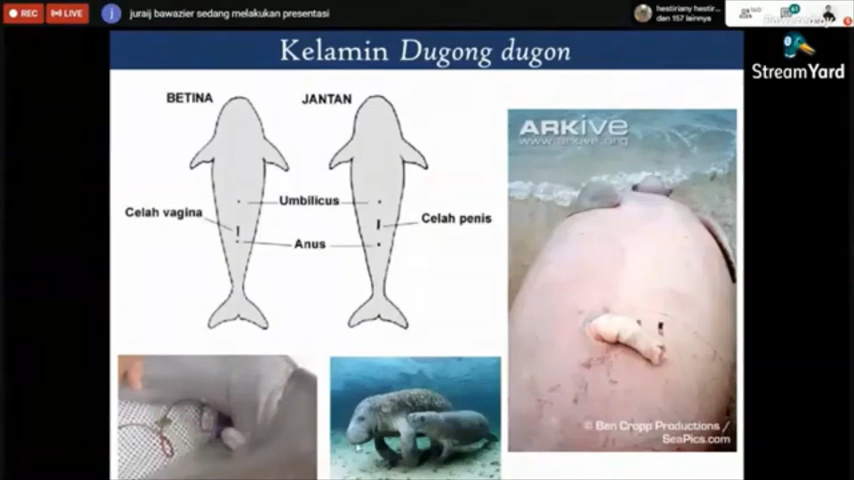 REC
LIVE
j
juraij bawazier sedang melakukan presentasi
hestiriany hestir...
dan 157 lainnya
StreamYard
Kelamin Dugong dugon
BETINA
JANTAN
Umbilicus
Celah vagina
Celah penis
Anus
ARKive
www.arkive.org
© Ben Cropp Productions /
SeaPics.com